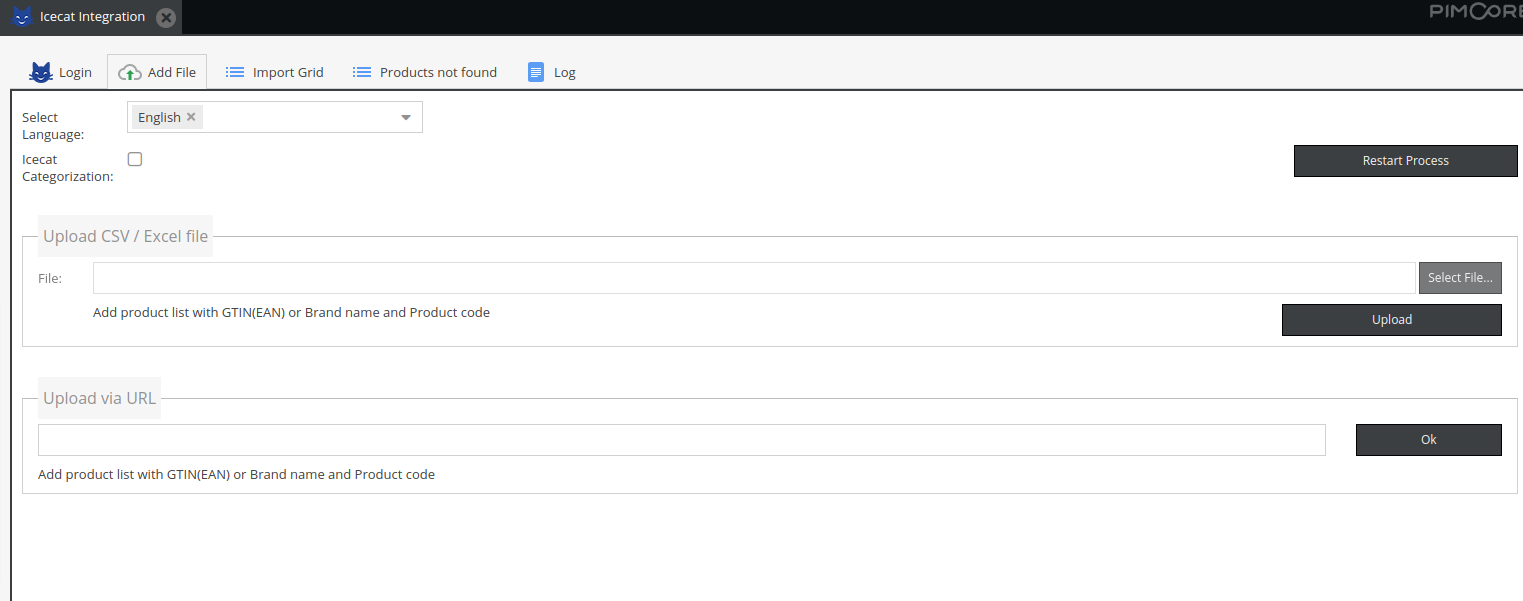 Icecat Integration
PIMCORE
Login
Add File
Import Grid
Products not found
Log
Select
Language:
English
Icecat
Categorization:
Restart Process
Upload CSV / Excel file
File:
Select File...
Add product list with GTIN(EAN) or Brand name and Product code
Upload
Upload via URL
Ok
Add product list with GTIN(EAN) or Brand name and Product code